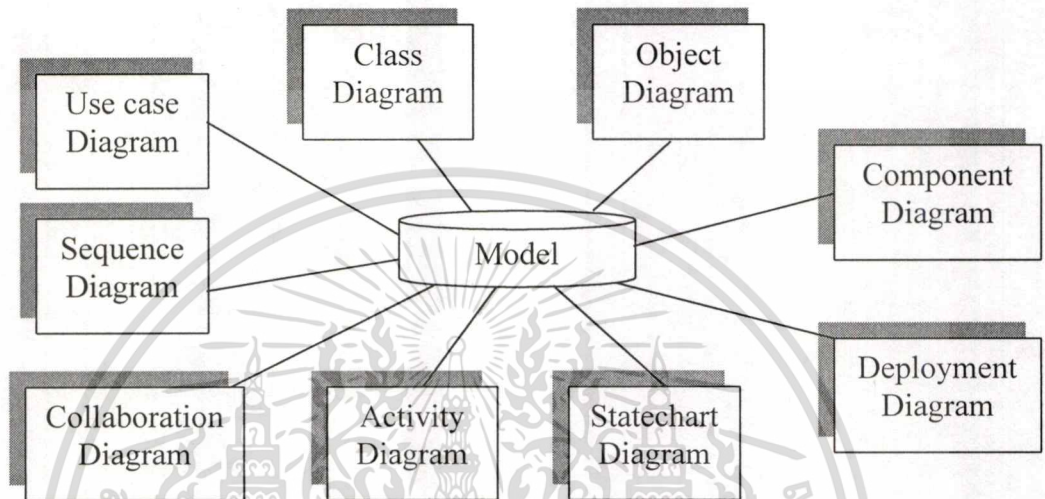 Class
Diagram
Object
Diagram
Use case
Diagram
Component
Diagram
Sequence
Diagram
Model
Deployment
Diagram
Collaboration
Diagram
Activity
Diagram
Statechart
Diagram